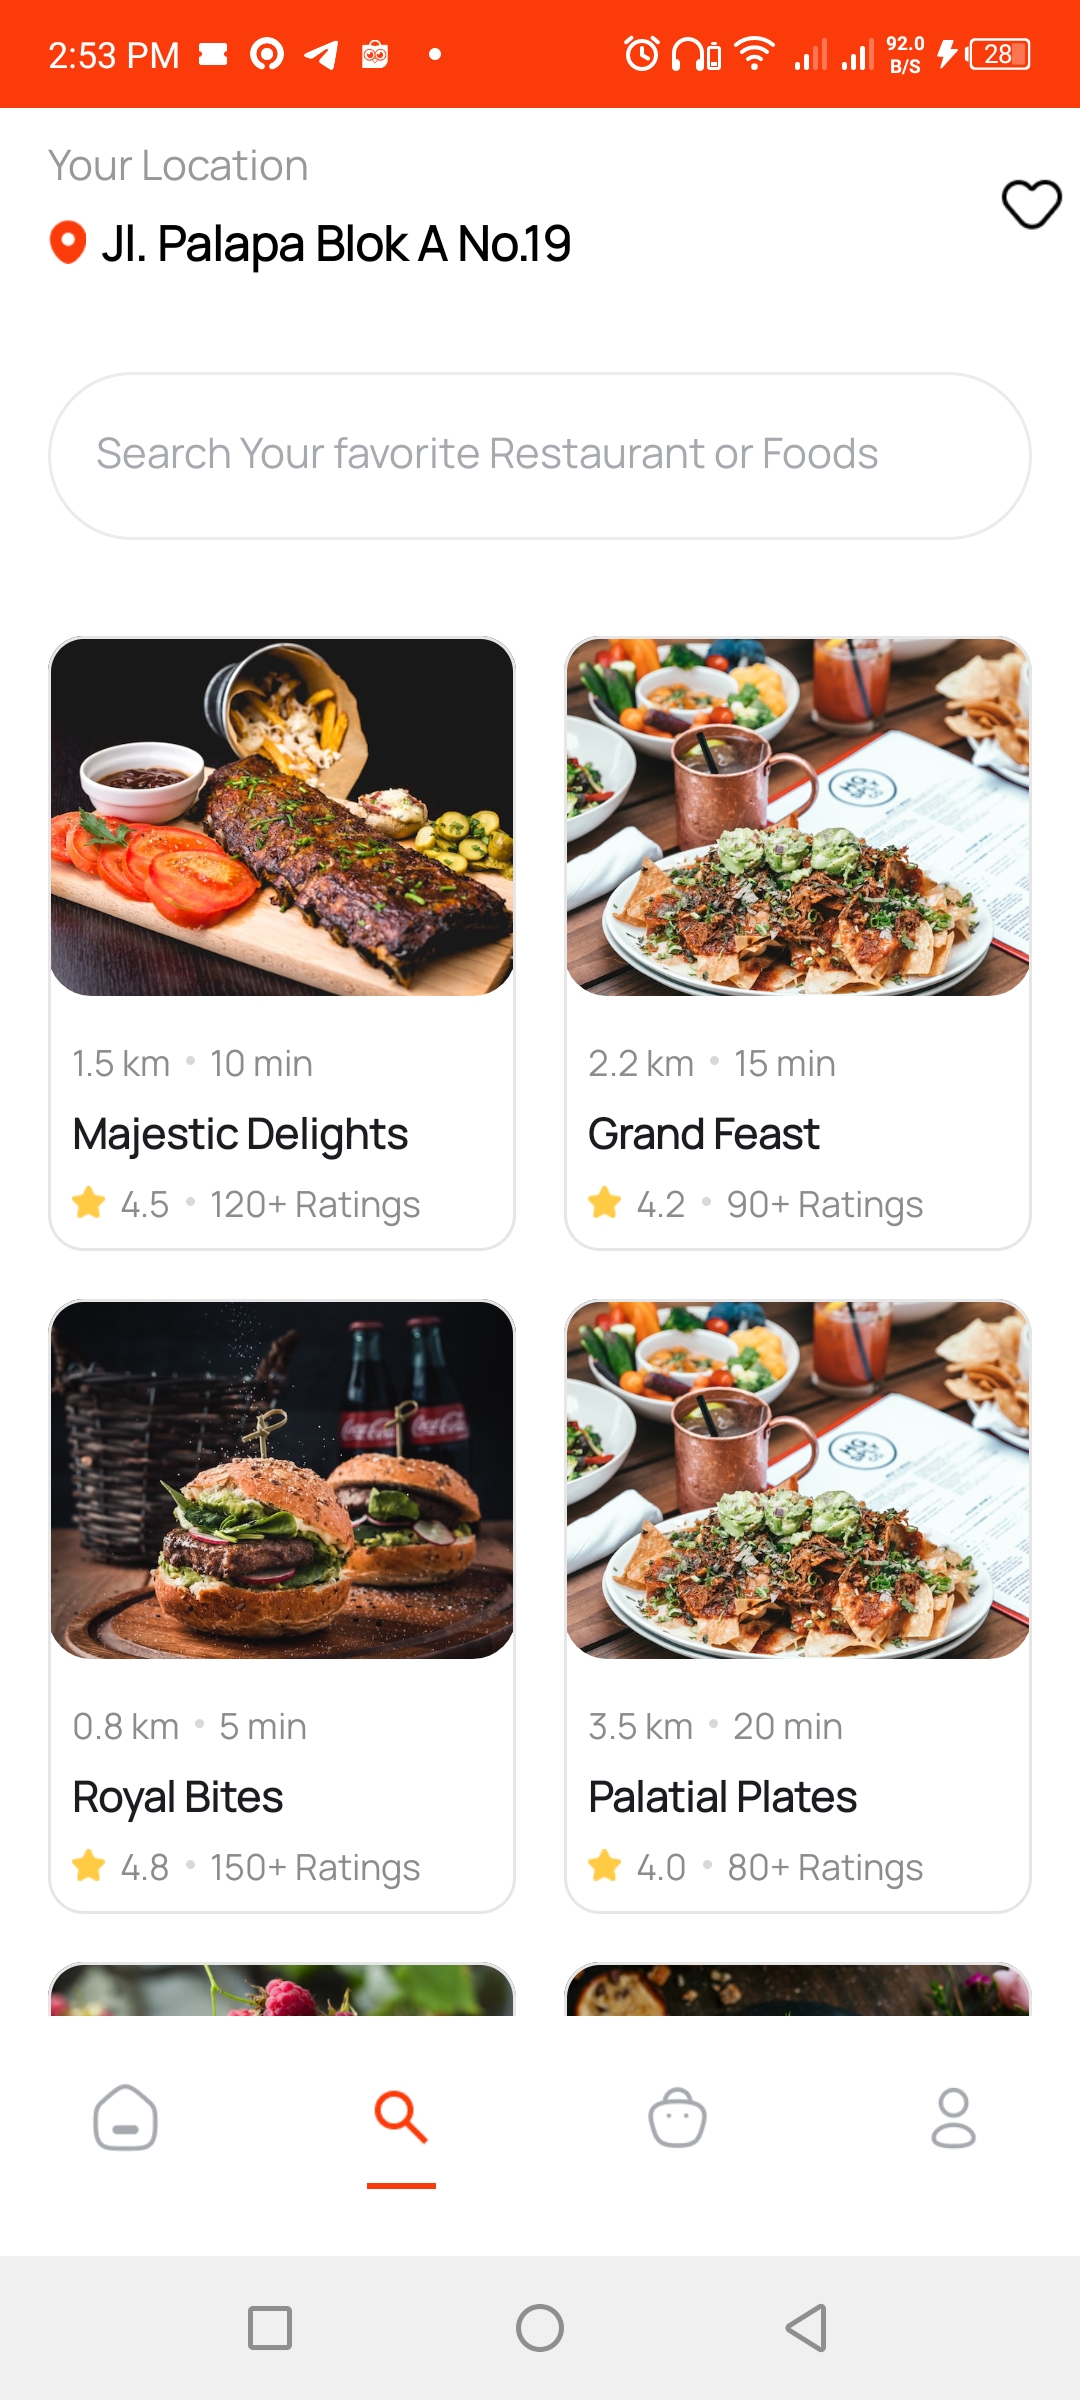 2:53 PM
92.0
B/S
28
Your Location
Jl. Palapa Blok A No.19
Search Your favorite Restaurant or Foods
1.5 km • 10 min
Majestic Delights
4.5 • 120+ Ratings
2.2 km • 15 min
Grand Feast
4.2 • 90+ Ratings
Coca-Cola
0.8 km • 5 min
Royal Bites
4.8 • 150+ Ratings
3.5 km • 20 min
Palatial Plates
4.0 • 80+ Ratings